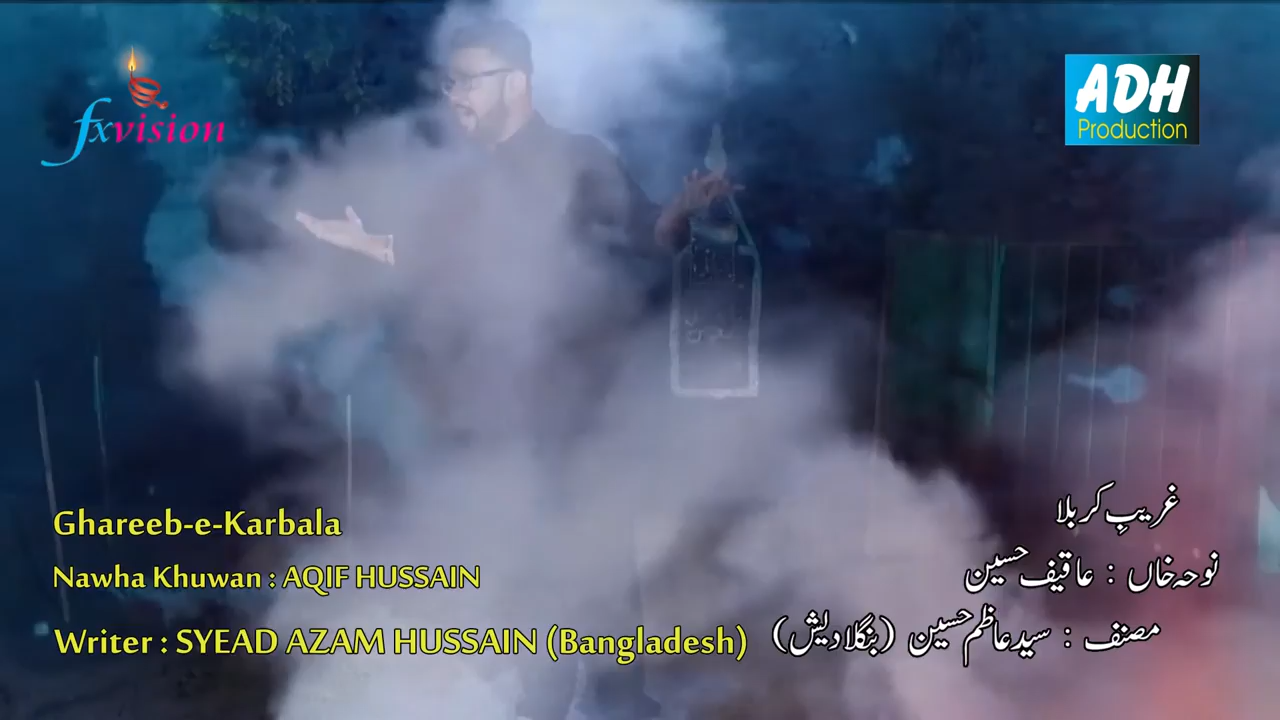 fxvision
ADH
Production
Ghareeb-e-Karbala
غریبِ کربلا
Nawha Khuwan : AQIF HUSSAIN
نوحہ خاں : عاقیف حسین
Writer : SYEAD AZAM HUSSAIN (Bangladesh)
مصنف : سید عاظم حسین (بنگلادیش)